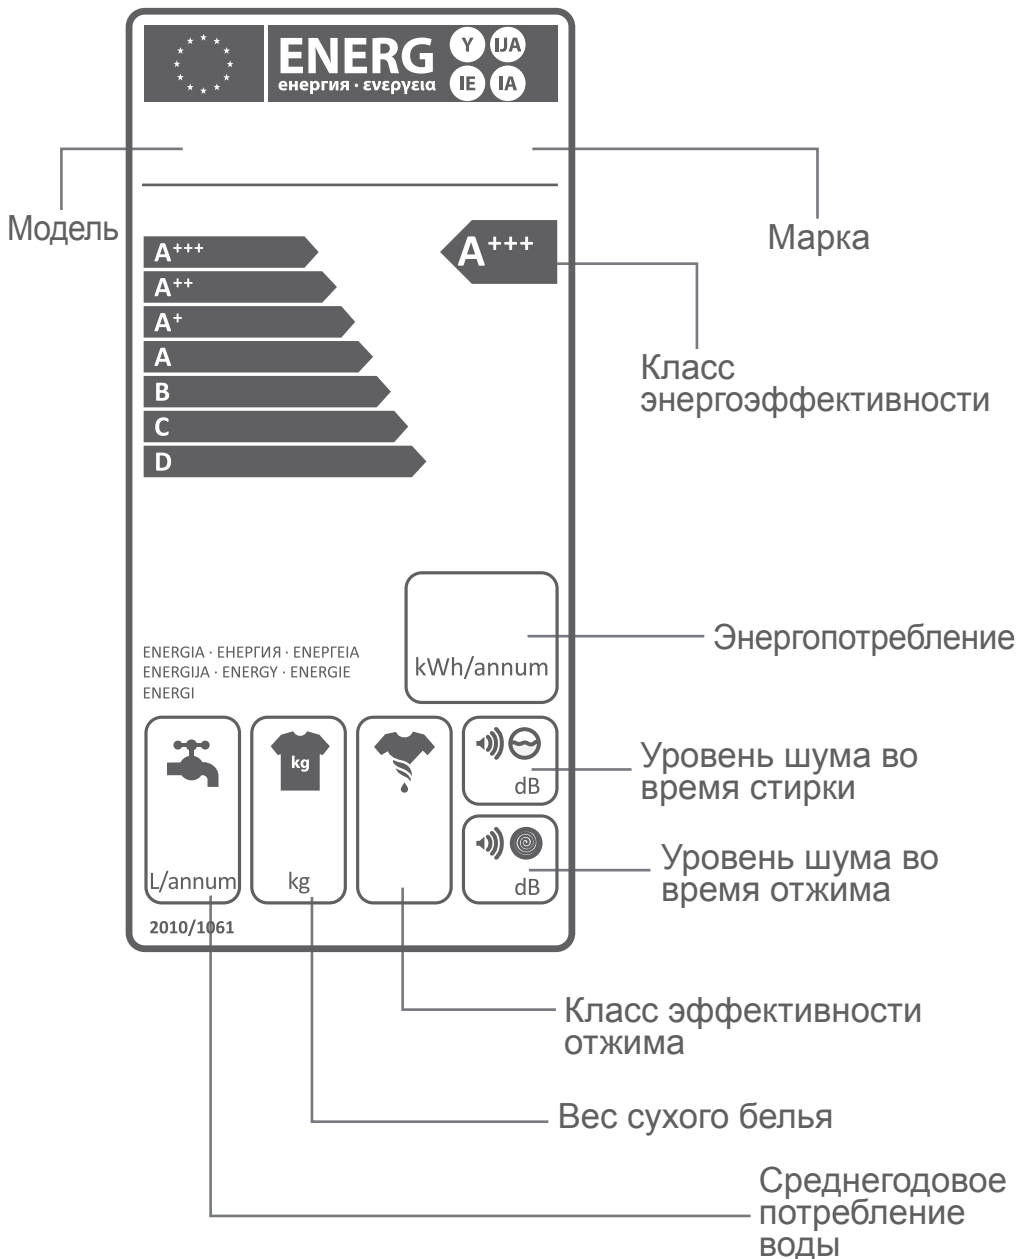 ENERG Y IJA
енергия · ενεργεια IE IA
Модель
Марка
A+++
A+++
A++
A+
A
B
C
D
Класс
энергоэффективности
ENERGIA · ЕНЕРГИЯ · ΕΝΕΡΓΕΙΑ
ENERGIJA · ENERGY · ENERGIE
ENERGI
kWh/annum
Энергопотребление
kg
dB
Уровень шума во
время стирки
L/annum
kg
dB
Уровень шума во
время отжима
2010/1061
Класс эффективности
отжима
Вес сухого белья
Среднегодовое
потребление
воды